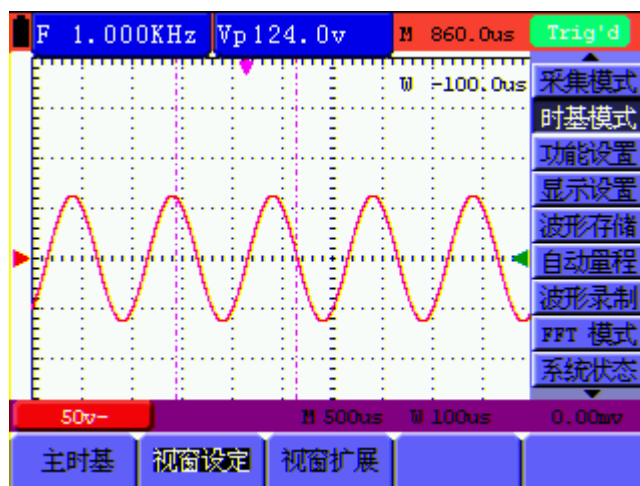 F 1.000KHz Vp124.0v M 860.0us Trig'd
W -100.0us
采集模式
时基模式
功能设置
显示设置
波形存储
自动量程
波形录制
FFT 模式
系统状态
50v~ M 500us W 100us 0.00mv
主时基 视窗设定 视窗扩展